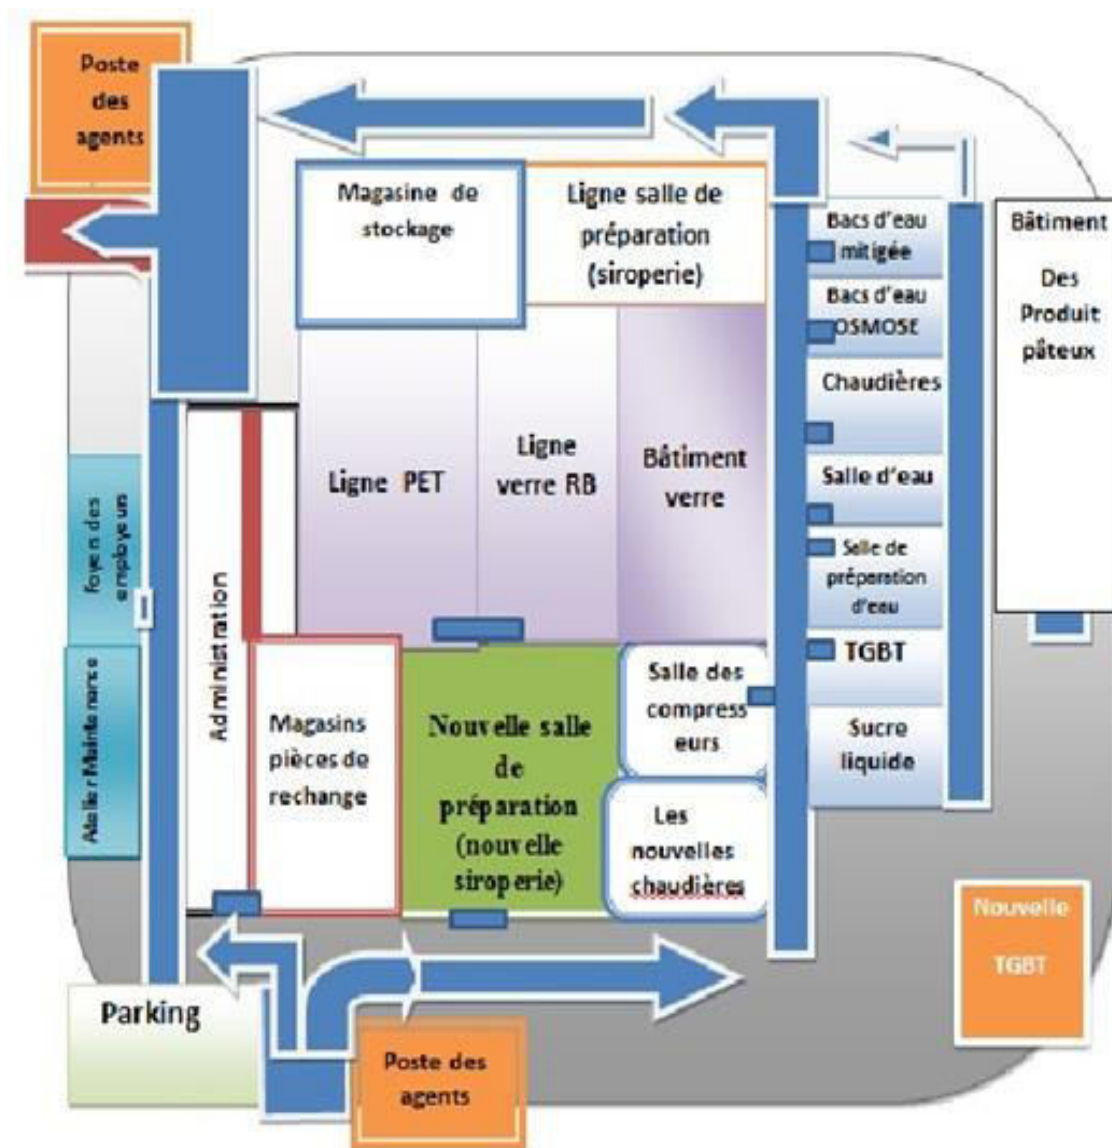 Poste
des
agents
Magasine de
stockage
Ligne salle de
préparation
(siroperie)
Bacs d'eau
mitigée
Bacs d'eau
OSMOSE
Chaudières
Salle d'eau
Salle de
préparation
d'eau
TGBT
Sucre
liquide
Bâtiment
Des
Produit
pâteux
Ligne PET
Ligne
verre RB
Bâtiment
verre
Foyen des
employeun
Atelier Maintenance
Administration
Magasins
pièces de
rechange
Nouvelle salle
de
préparation
(nouvelle
siroperie)
Salle des
compress
eurs
Les
nouvelles
chaudières
Nouvelle
TGBT
Parking
Poste des
agents